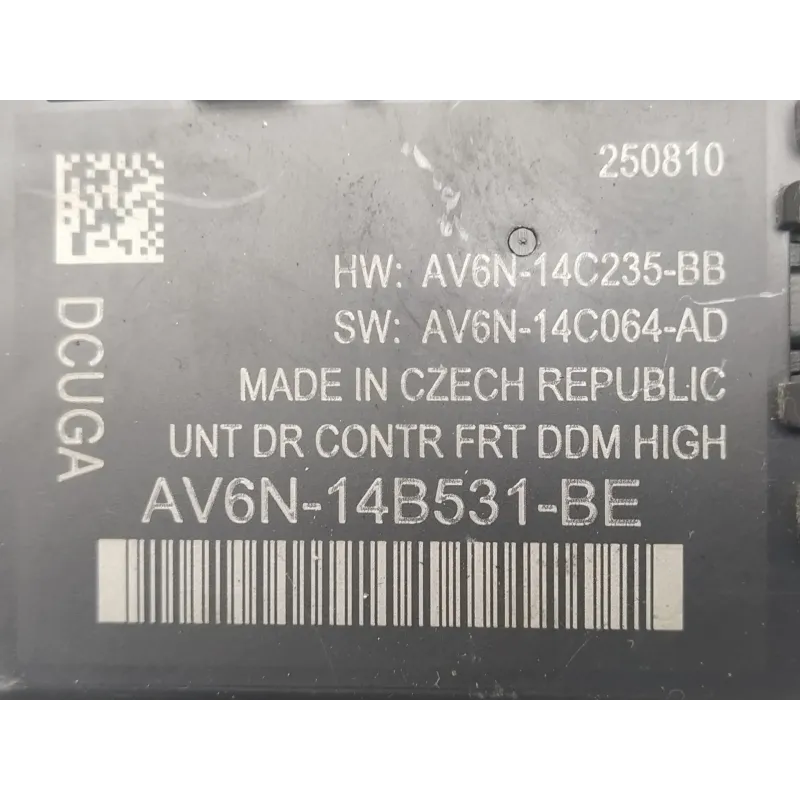 250810
HW: AV6N-14C235-BB
SW: AV6N-14C064-AD
MADE IN CZECH REPUBLIC
UNT DR CONTR FRT DDM HIGH
AV6N-14B531-BE
DCUGA